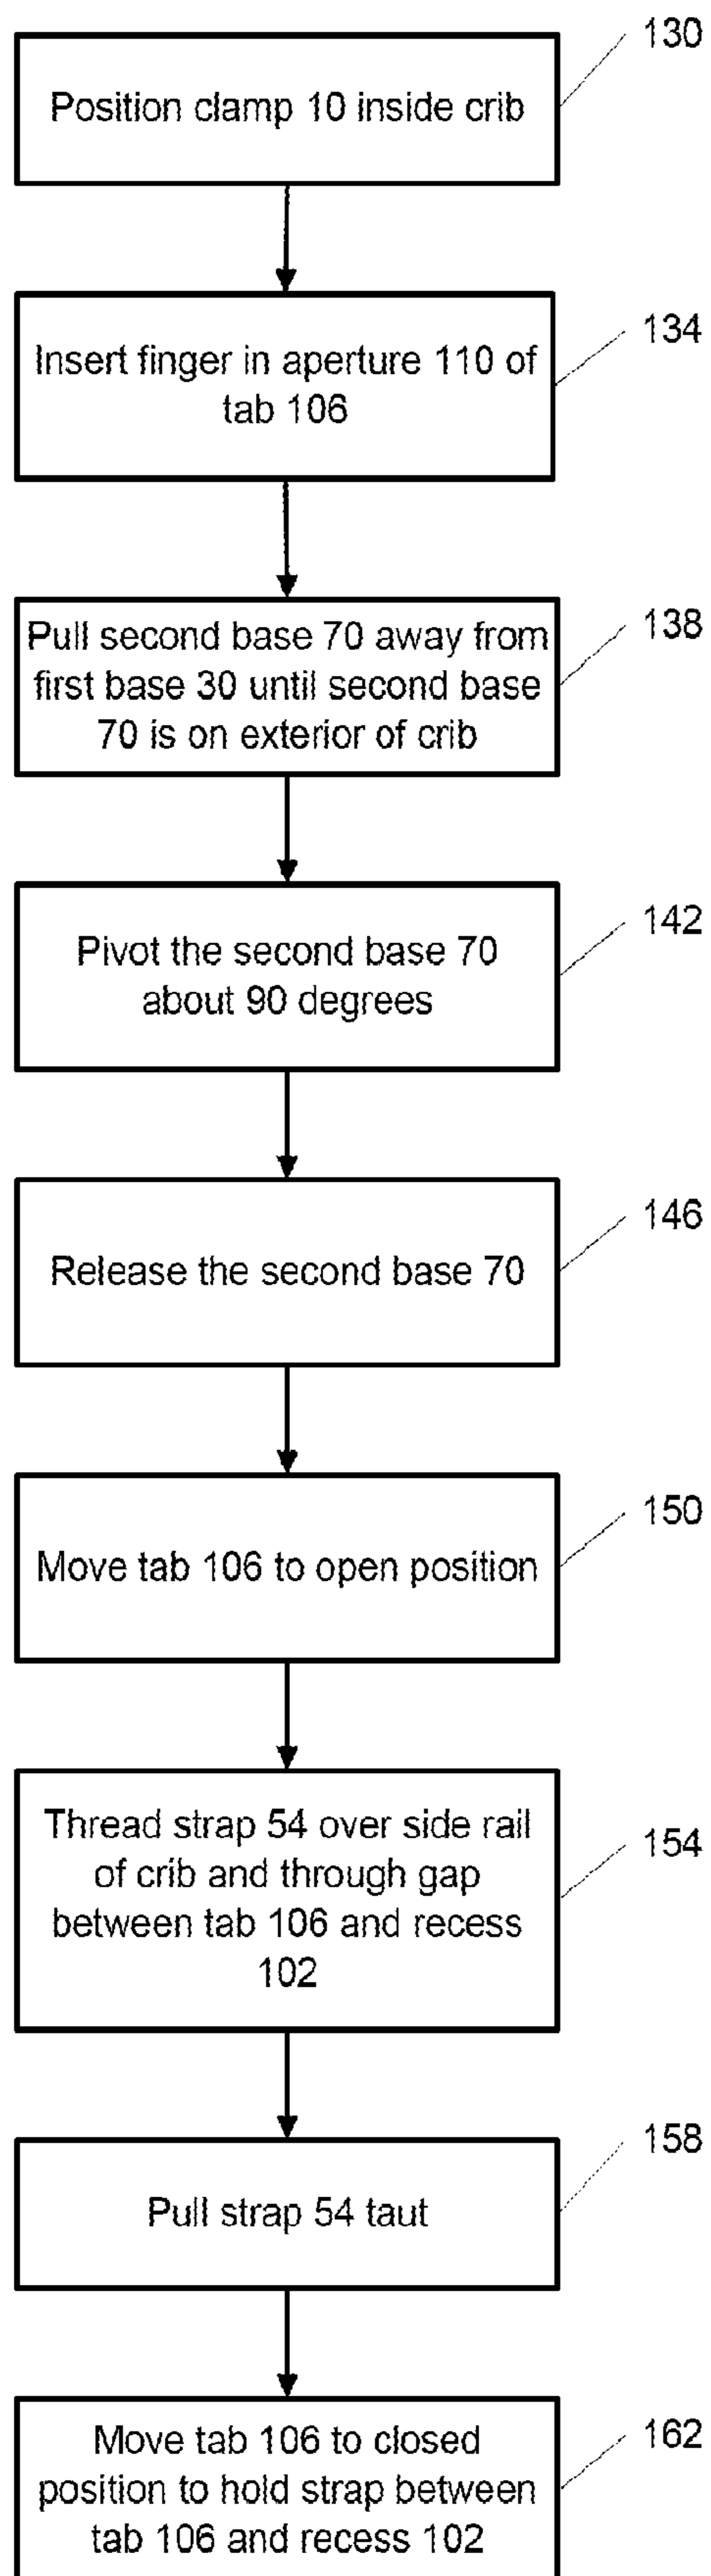 130
Position clamp 10 inside crib
134
Insert finger in aperture 110 of
tab 106
138
Pull second base 70 away from
first base 30 until second base
70 is on exterior of crib
142
Pivot the second base 70
about 90 degrees
146
Release the second base 70
150
Move tab 106 to open position
154
Thread strap 54 over side rail
of crib and through gap
between tab 106 and recess
102
158
Pull strap 54 taut
162
Move tab 106 to closed
position to hold strap between
tab 106 and recess 102